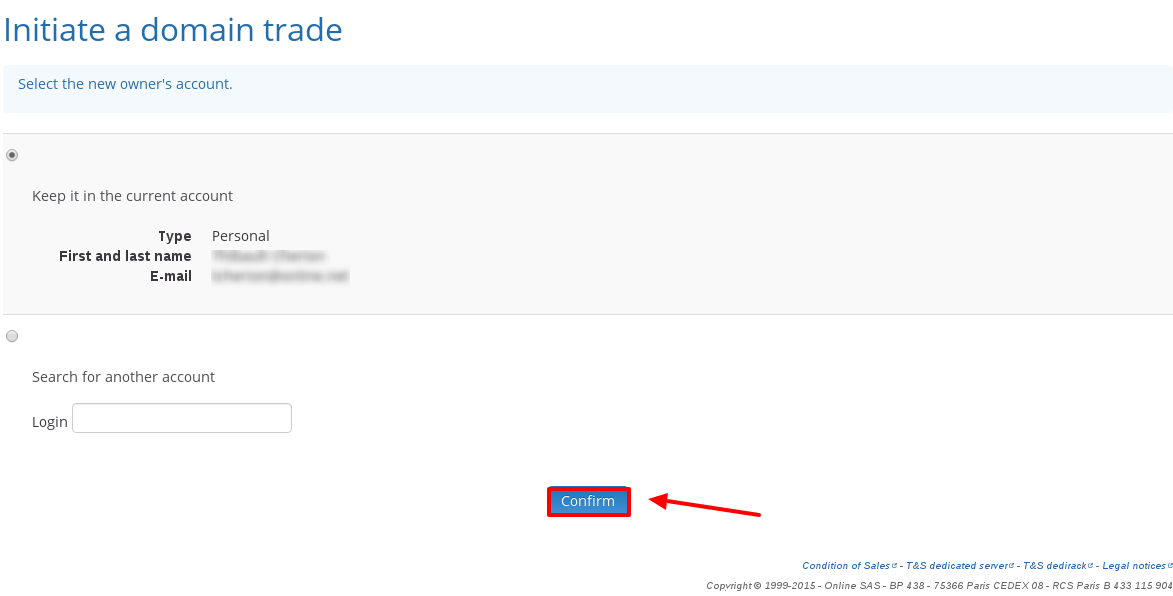 Initiate a domain trade
Select the new owner's account.
Keep it in the current account
Type Personal
First and last name
E-mail
Search for another account
Login
Confirm
Condition of Sales - T&S dedicated server - T&S dedirack - Legal notices
Copyright © 1999-2015 - Online SAS - BP 438 - 75366 Paris CEDEX 08 - RCS Paris B 433 115 904